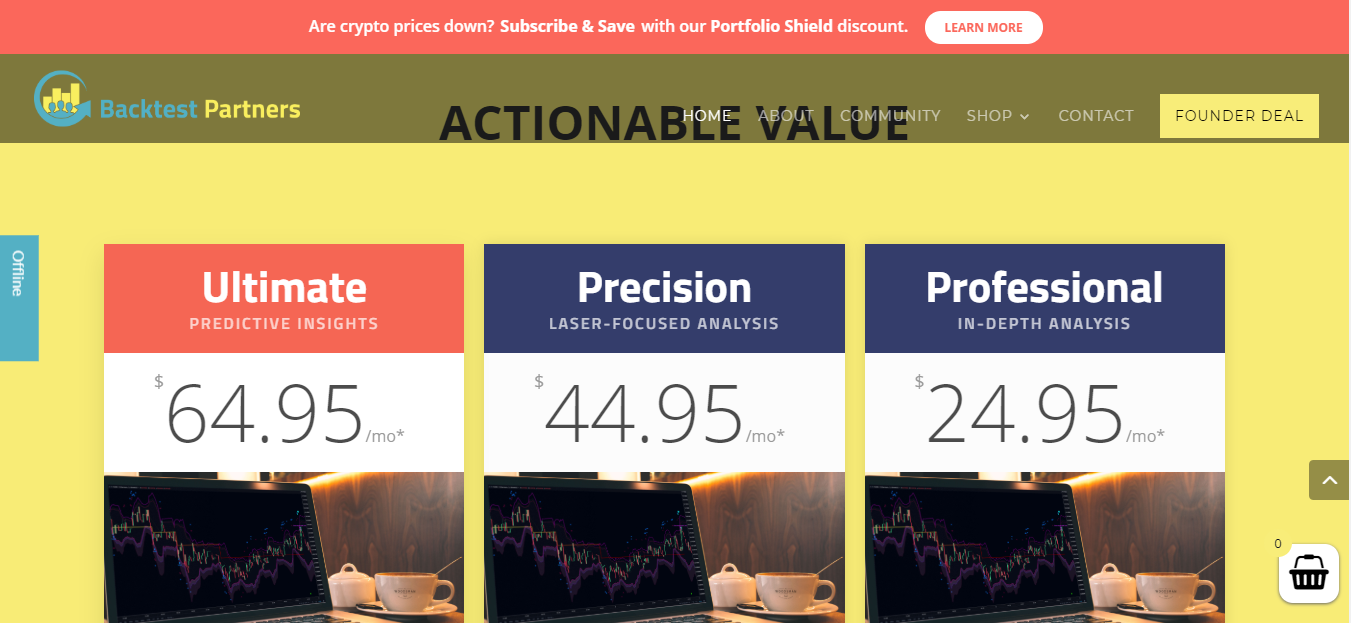 Are crypto prices down? Subscribe & Save with our Portfolio Shield discount. LEARN MORE
Backtest Partners
HOME ABOUT COMMUNITY SHOP CONTACT FOUNDER DEAL
ACTIONABLE VALUE
Offline
Ultimate
PREDICTIVE INSIGHTS
$64.95/mo*
Precision
LASER-FOCUSED ANALYSIS
$44.95/mo*
Professional
IN-DEPTH ANALYSIS
$24.95/mo*
0